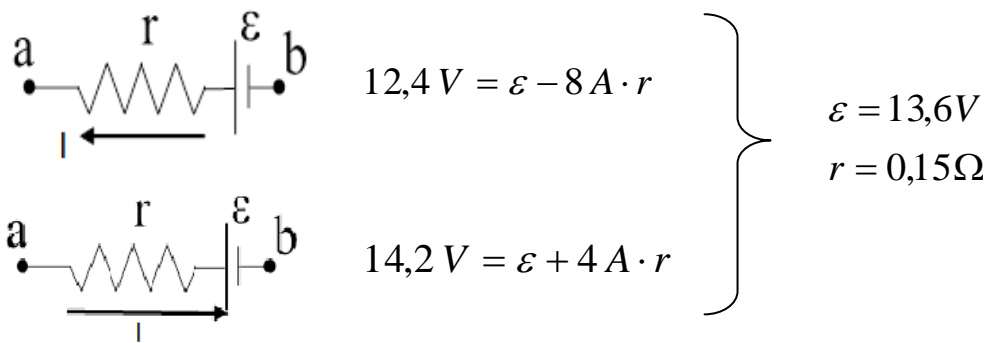 a r ε b
I
12,4 V = ε − 8 A · r
a r ε b
I
14,2 V = ε + 4 A · r
ε = 13,6V
r = 0,15Ω